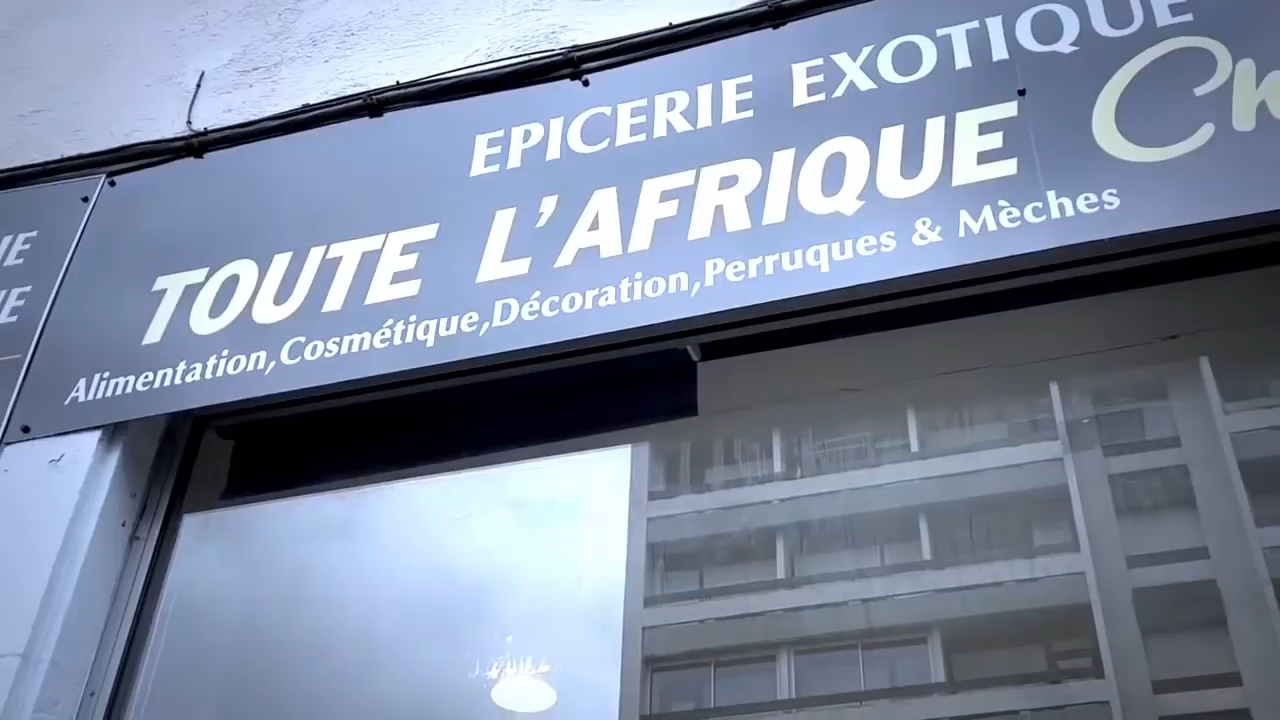 EPICERIE EXOTIQUE
TOUTE L'AFRIQUE
Alimentation,Cosmétique,Décoration,Perruques & Mèches